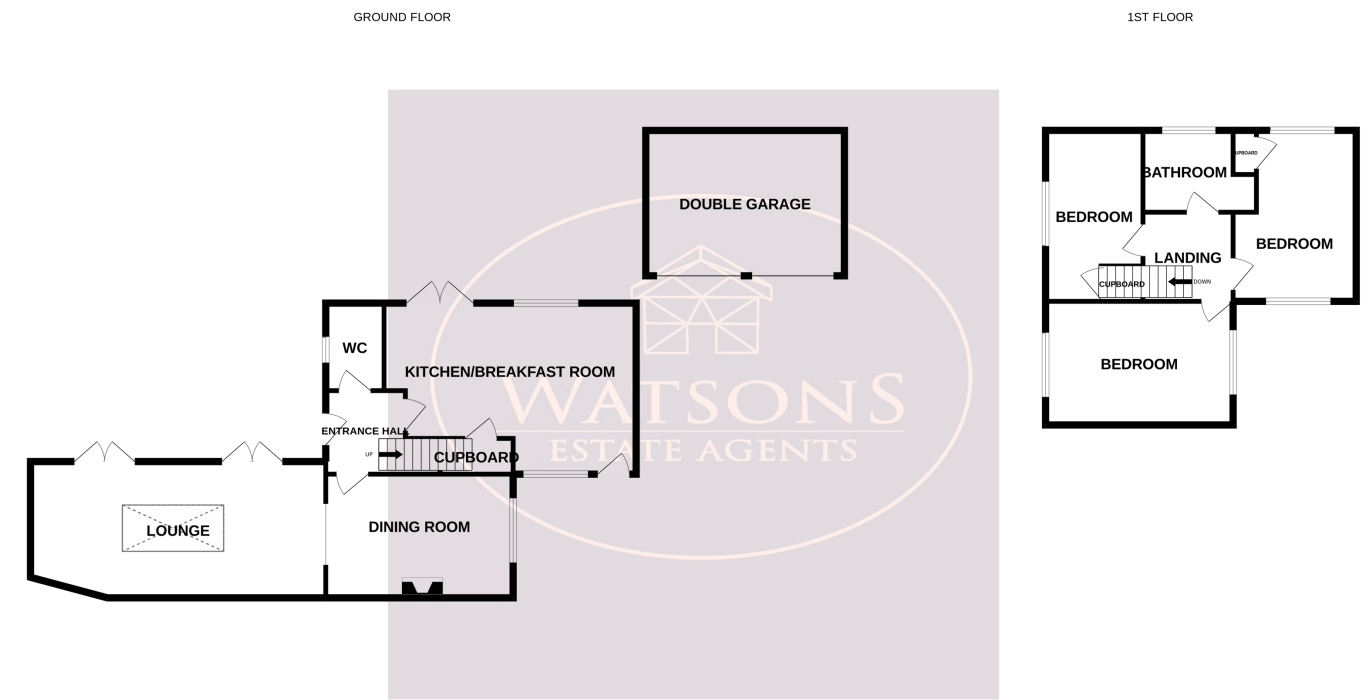 GROUND FLOOR
1ST FLOOR
DOUBLE GARAGE
WC
KITCHEN/BREAKFAST ROOM
ENTRANCE HALL
UP
CUPBOARD
LOUNGE
DINING ROOM
WATSONS
ESTATE AGENTS
BEDROOM
BATHROOM
UPBOARD
BEDROOM
LANDING
CUPBOARD
DOWN
BEDROOM